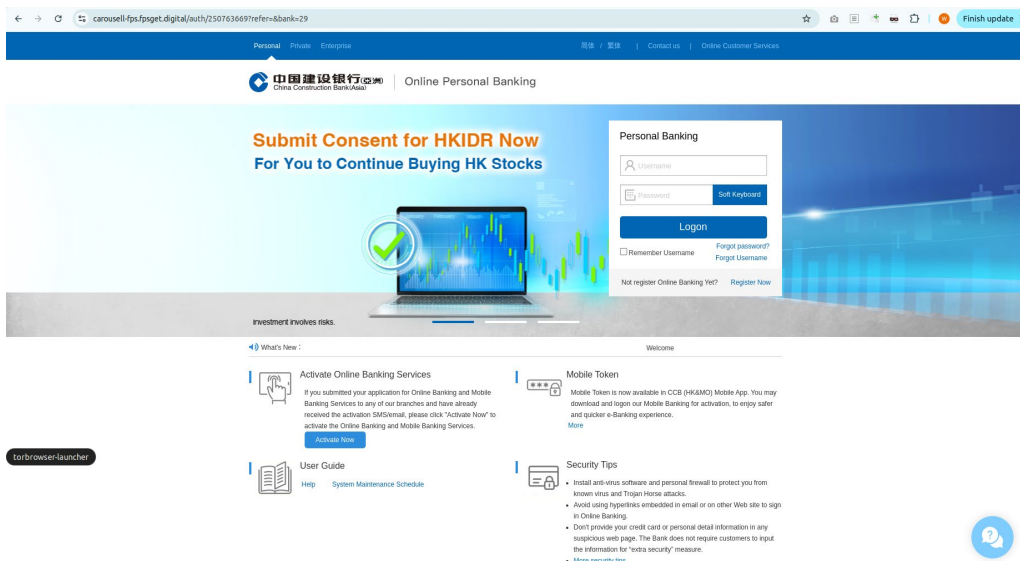 carousell-fps.fpsget.digital/auth/250763669?refer=&bank=29
Finish update
Personal Private Enterprise
简体 / 繁体 | Contact us | Online Customer Services
中国建设银行(亞洲)
China Construction Bank(Asia)
Online Personal Banking
Submit Consent for HKIDR Now
For You to Continue Buying HK Stocks
Personal Banking
Username
Password
Soft Keyboard
Logon
Remember Username
Forgot password?
Forgot Username
Not register Online Banking Yet? Register Now
investment involves risks.
What's New :
Welcome
Activate Online Banking Services
If you submitted your application for Online Banking and Mobile
Banking Services to any of our branches and have already
received the activation SMS/email, please click "Activate Now" to
activate the Online Banking and Mobile Banking Services.
Activate Now
Mobile Token
Mobile Token is now available in CCB (HK&MO) Mobile App. You may
download and logon our Mobile Banking for activation, to enjoy safer
and quicker e-Banking experience.
More
torbrowser-launcher
User Guide
Help System Maintenance Schedule
Security Tips
Install anti-virus software and personal firewall to protect you from
known virus and Trojan Horse attacks.
Avoid using hyperlinks embedded in email or on other Web site to sign
in Online Banking.
Don't provide your credit card or personal detail information in any
suspicious web page. The Bank does not require customers to input
the information for "extra security" measure.
More security tips